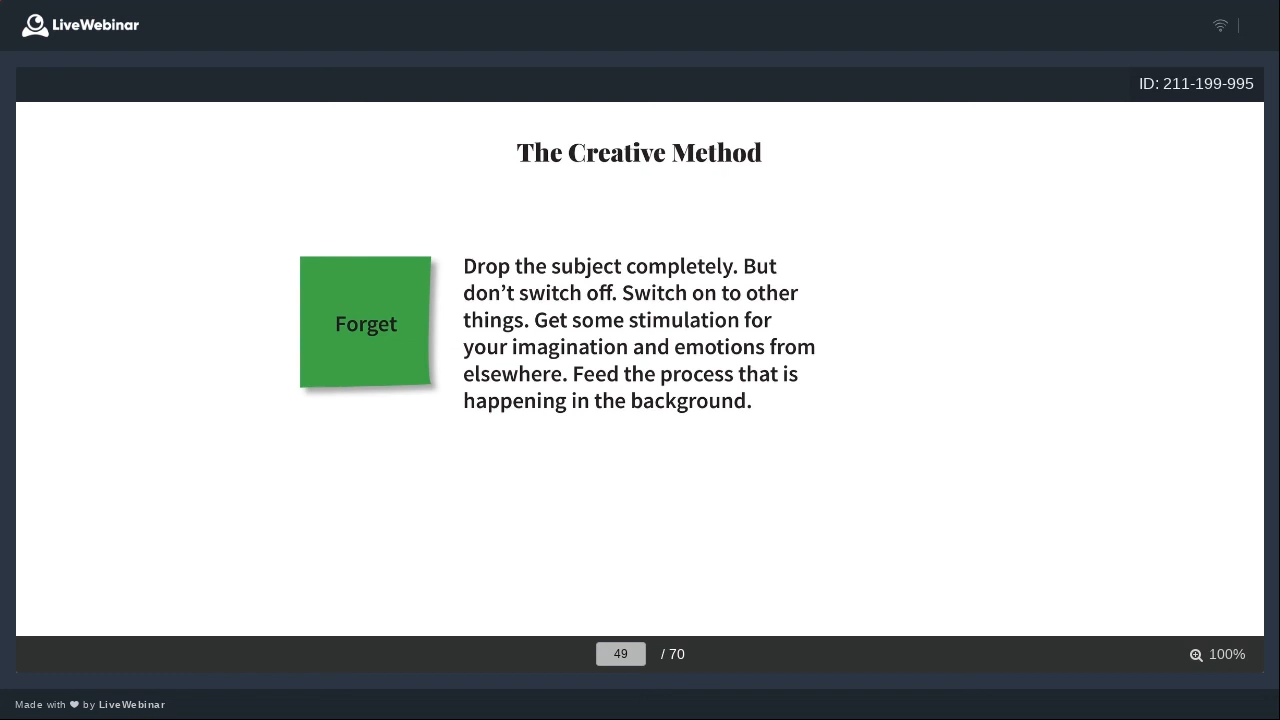 LiveWebinar
ID: 211-199-995
The Creative Method
Forget
Drop the subject completely. But
don’t switch off. Switch on to other
things. Get some stimulation for
your imagination and emotions from
elsewhere. Feed the process that is
happening in the background.
49 / 70
100%
Made with ❤ by LiveWebinar